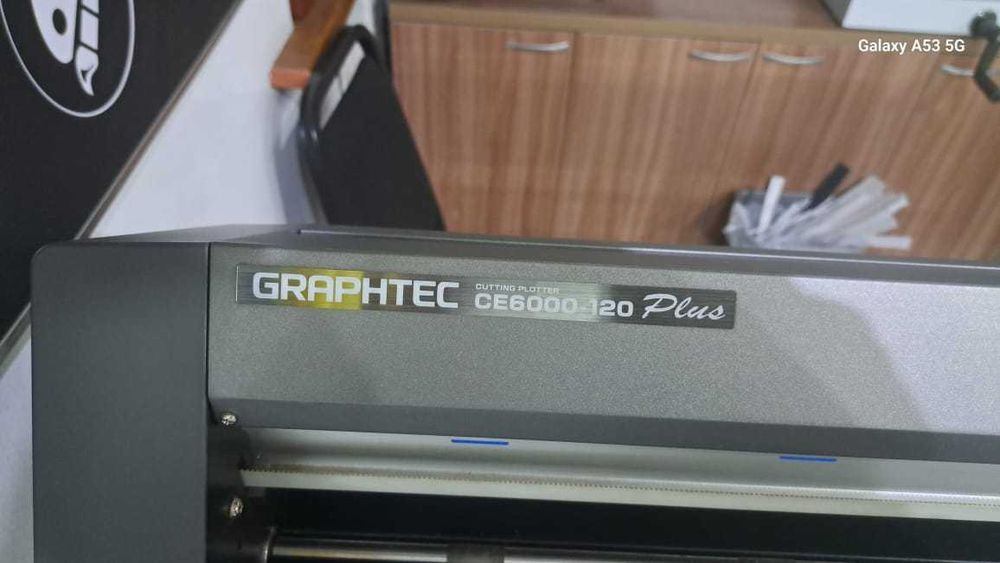 Galaxy A53 5G
GRAPHTEC
CUTTING PLOTTER
CE6000-120 Plus